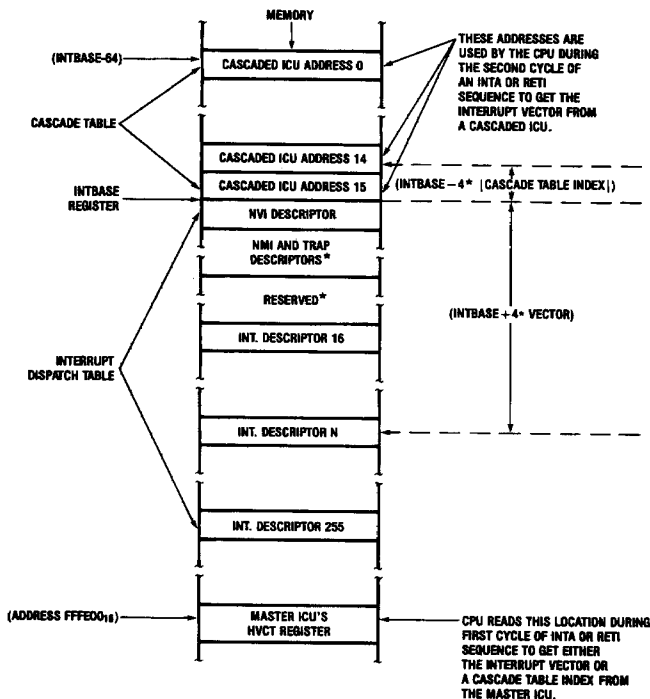 MEMORY
(INTBASE-64)
CASCADED ICU ADDRESS 0
THESE ADDRESSES ARE
USED BY THE CPU DURING
THE SECOND CYCLE OF
AN INTA OR RETI
SEQUENCE TO GET THE
INTERRUPT VECTOR FROM
A CASCADED ICU.
CASCADE TABLE
CASCADED ICU ADDRESS 14
CASCADED ICU ADDRESS 15
(INTBASE-4* |CASCADE TABLE INDEX|)
INTBASE
REGISTER
NVI DESCRIPTOR
NMI AND TRAP
DESCRIPTORS*
RESERVED*
(INTBASE+4* VECTOR)
INT. DESCRIPTOR 16
INTERRUPT
DISPATCH TABLE
INT. DESCRIPTOR N
INT. DESCRIPTOR 255
(ADDRESS FFFE00₁₆)
MASTER ICU'S
HVCT REGISTER
CPU READS THIS LOCATION DURING
FIRST CYCLE OF INTA OR RETI
SEQUENCE TO GET EITHER
THE INTERRUPT VECTOR OR
A CASCADE TABLE INDEX FROM
THE MASTER ICU.